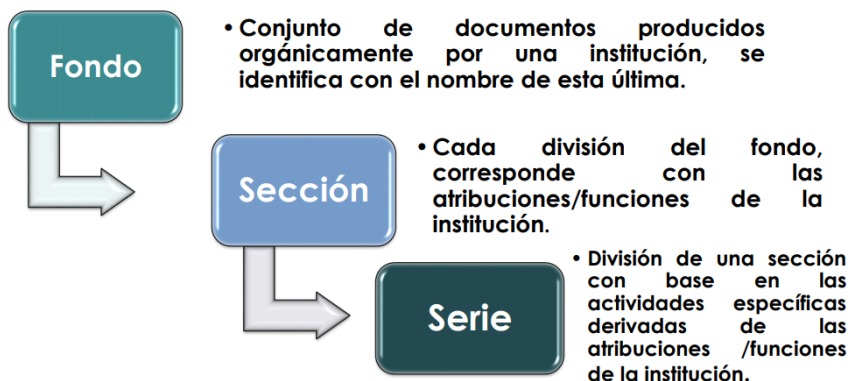 Fondo
• Conjunto de documentos producidos
orgánicamente por una institución, se
identifica con el nombre de esta última.
Sección
• Cada división del fondo,
corresponde con las
atribuciones/funciones de la
institución.
Serie
• División de una sección
con base en las
actividades específicas
derivadas de las
atribuciones /funciones
de la institución.